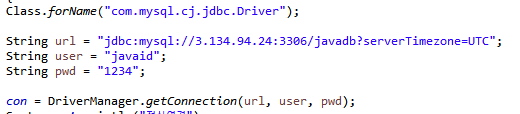 Class.forName("com.mysql.cj.jdbc.Driver");
String url = "jdbc:mysql://3.134.94.24:3306/javadb?serverTimezone=UTC";
String user = "javaid";
String pwd = "1234";
con = DriverManager.getConnection(url, user, pwd);